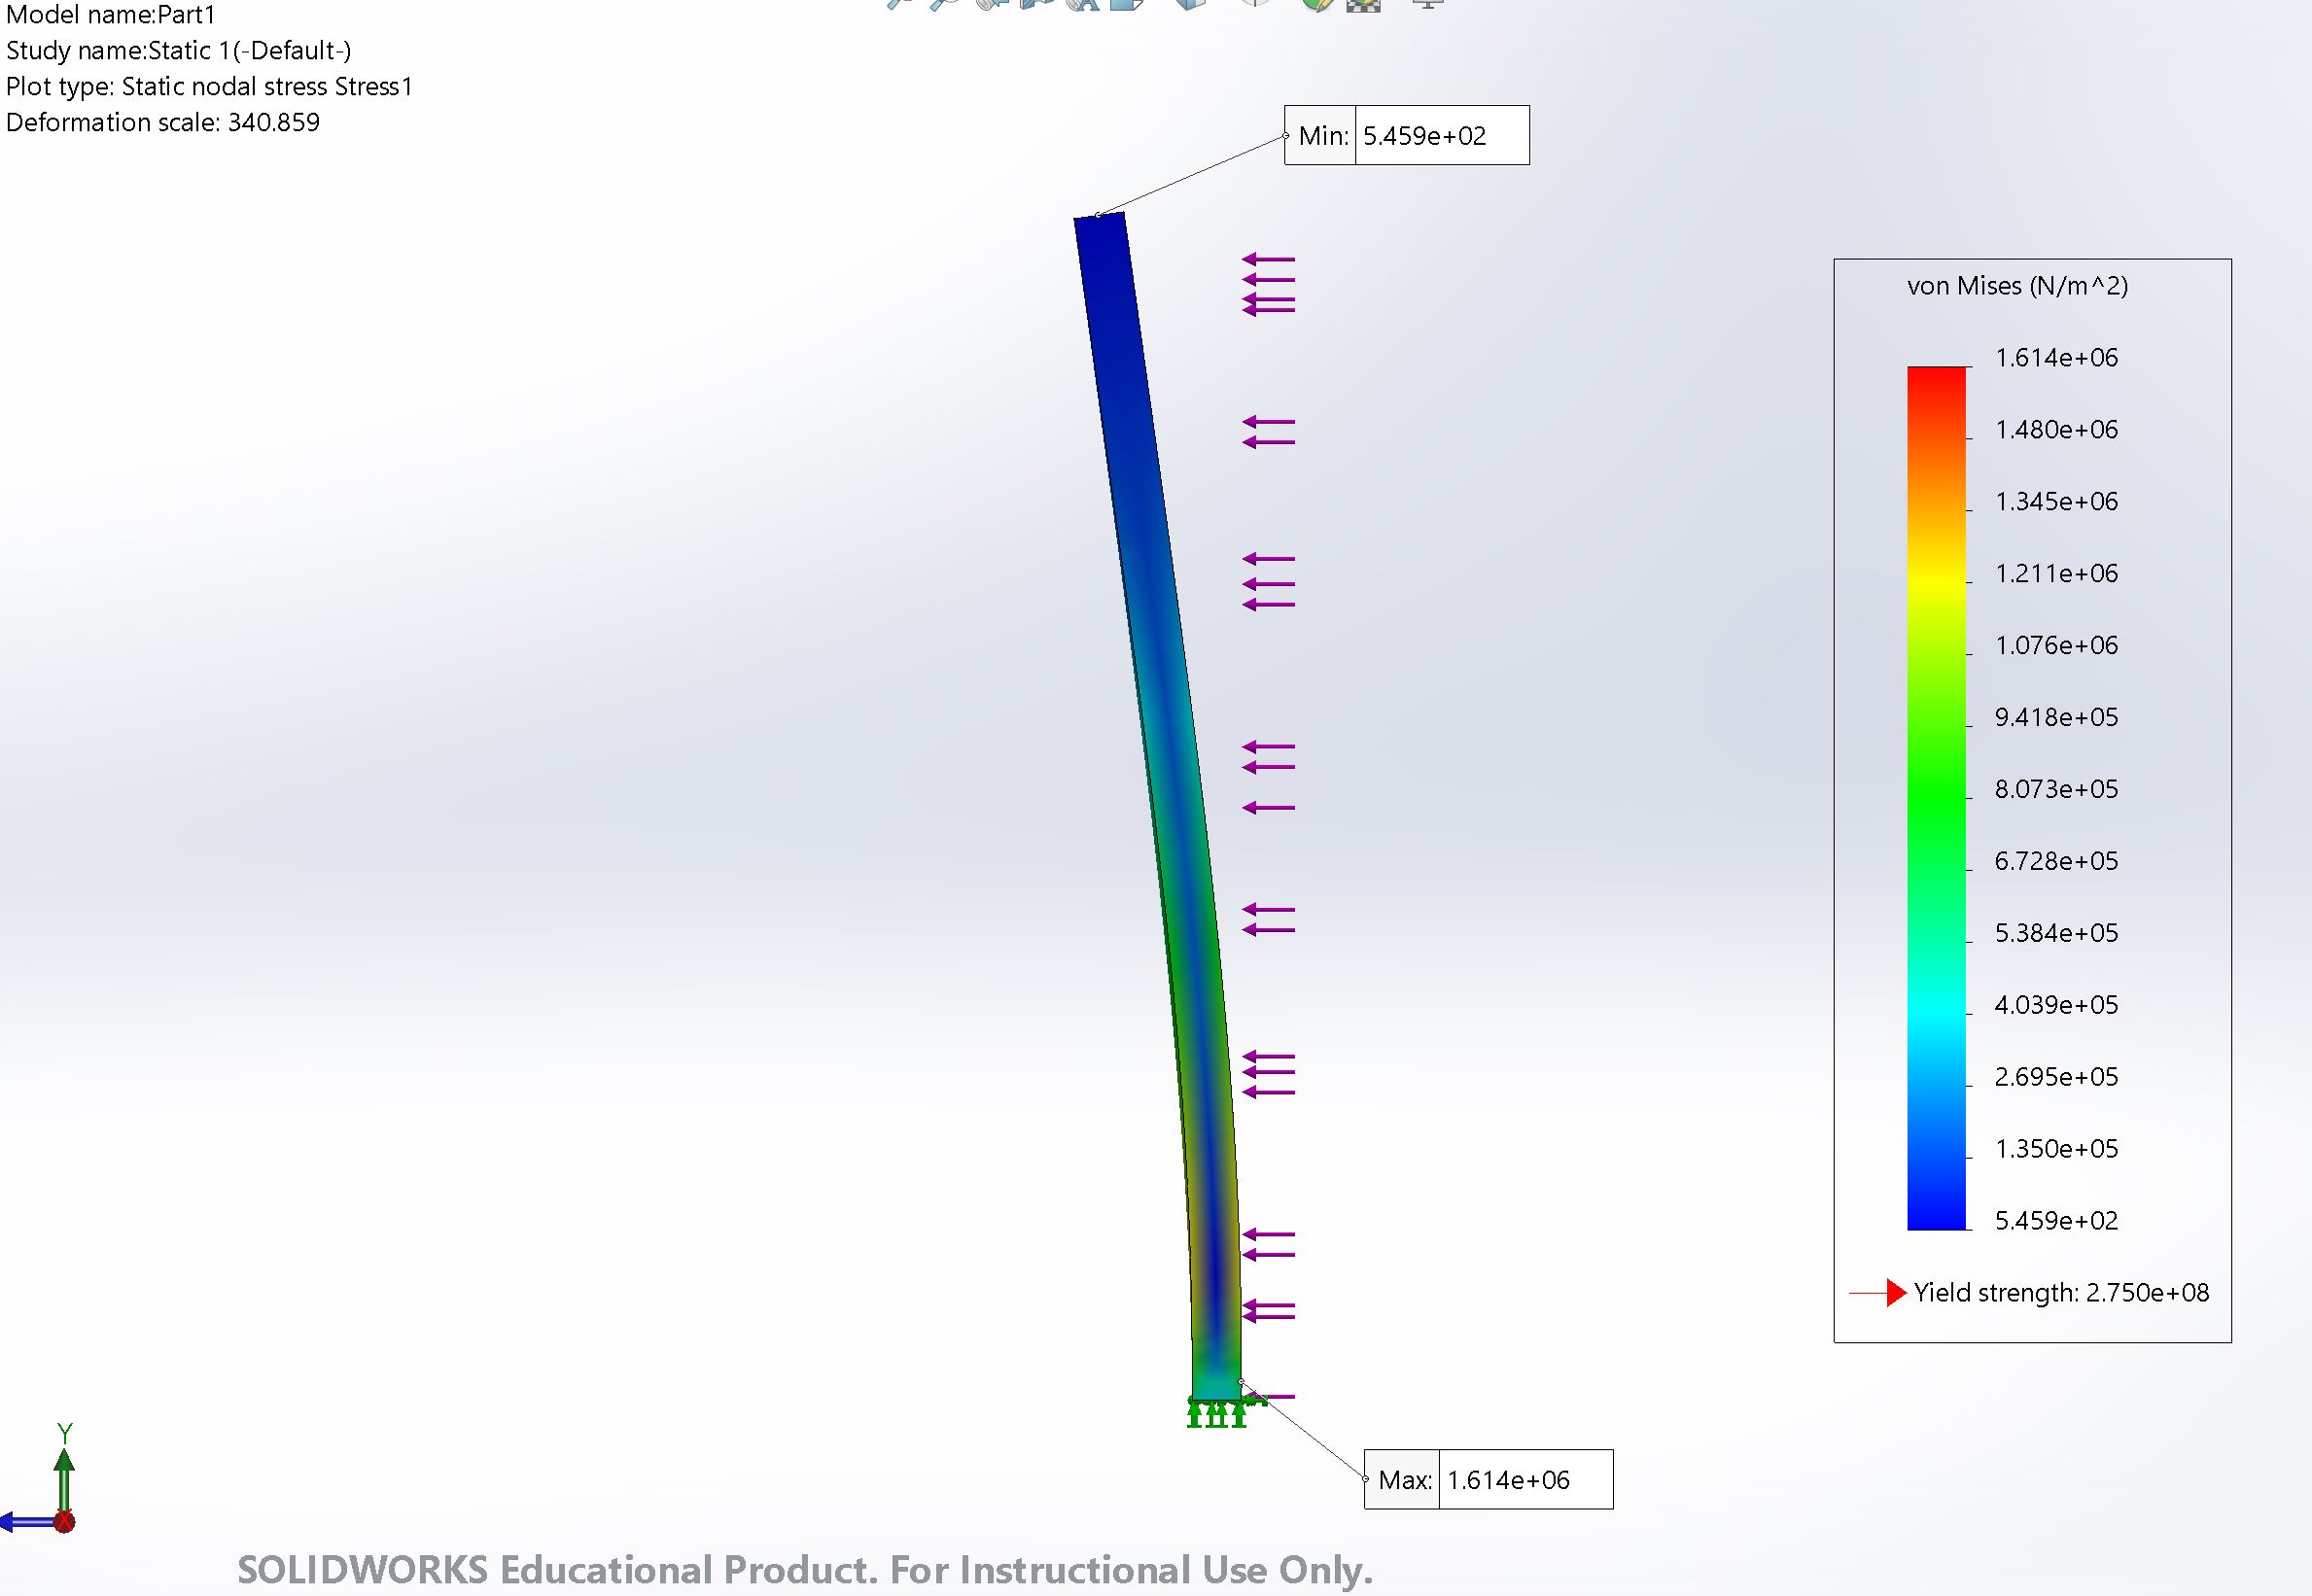 Model name:Part1
Study name:Static 1(-Default-)
Plot type: Static nodal stress Stress1
Deformation scale: 340.859
Min: 5.459e+02
von Mises (N/m^2)
1.614e+06
1.480e+06
1.345e+06
1.211e+06
1.076e+06
9.418e+05
8.073e+05
6.728e+05
5.384e+05
4.039e+05
2.695e+05
1.350e+05
5.459e+02
Yield strength: 2.750e+08
Max: 1.614e+06
Y
X
SOLIDWORKS Educational Product. For Instructional Use Only.